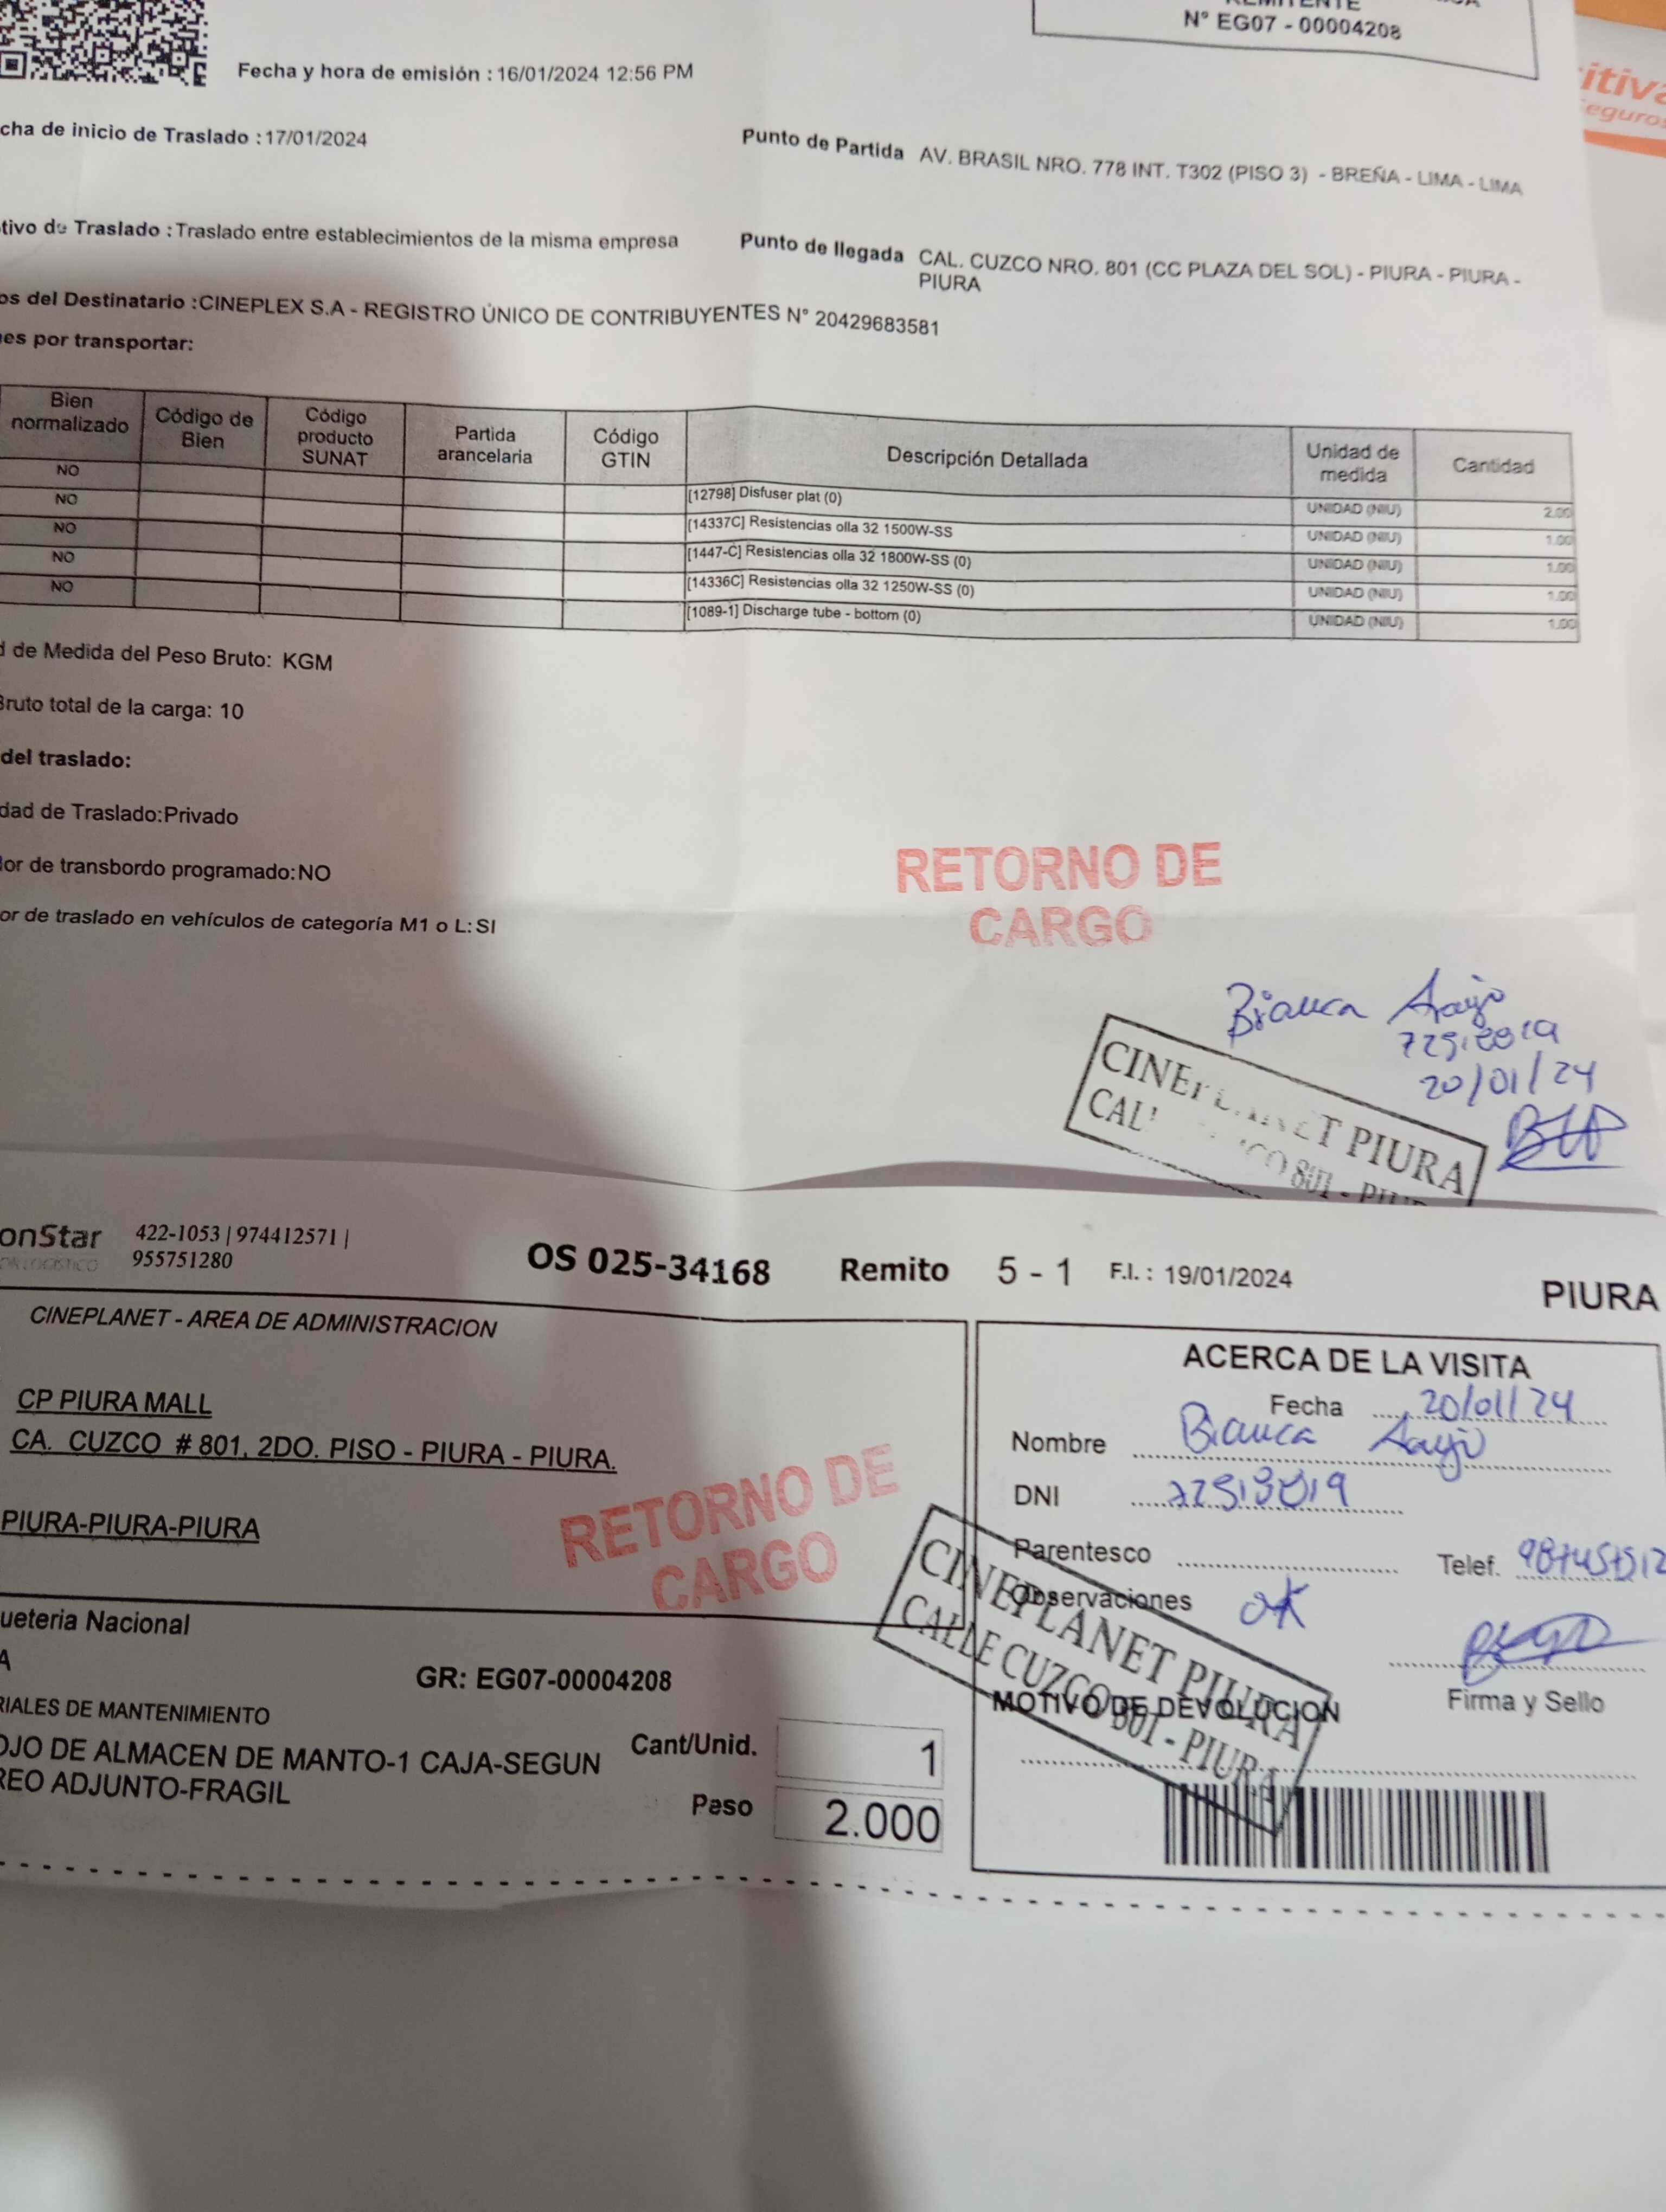 REMITENTE
N° EG07 - 00004208
Fecha y hora de emisión : 16/01/2024 12:56 PM
cha de inicio de Traslado : 17/01/2024
Punto de Partida AV. BRASIL NRO. 778 INT. T302 (PISO 3) - BREÑA - LIMA - LIMA
tivo de Traslado : Traslado entre establecimientos de la misma empresa
Punto de llegada CAL. CUZCO NRO. 801 (CC PLAZA DEL SOL) - PIURA - PIURA -
PIURA
os del Destinatario : CINEPLEX S.A - REGISTRO ÚNICO DE CONTRIBUYENTES N° 20429683581
nes por transportar:
Bien normalizado Código de Bien Código producto SUNAT Partida arancelaria Código GTIN Descripción Detallada Unidad de medida Cantidad
NO [12798] Disfuser plat (0) UNIDAD (NIU) 2.00
NO [14337C] Resistencias olla 32 1500W-SS UNIDAD (NIU) 1.00
NO [1447-C] Resistencias olla 32 1800W-SS (0) UNIDAD (NIU) 1.00
NO [14336C] Resistencias olla 32 1250W-SS (0) UNIDAD (NIU) 1.00
NO [1089-1] Discharge tube - bottom (0) UNIDAD (NIU) 1.00
d de Medida del Peso Bruto: KGM
Bruto total de la carga: 10
del traslado:
dad de Traslado: Privado
dor de transbordo programado: NO
or de traslado en vehículos de categoría M1 o L: SI
RETORNO DE
CARGO
Bianca
20/01/24
CINEPLANET PIURA
801 - 
onStar
422-1053 | 974412571 |
955751280
OS 025-34168 Remito 5 - 1 F.I. : 19/01/2024 PIURA
CINEPLANET - AREA DE ADMINISTRACION
CP PIURA MALL
CA. CUZCO # 801, 2DO. PISO - PIURA - PIURA.
PIURA-PIURA-PIURA
RETORNO DE
CARGO
ACERCA DE LA VISITA
Fecha 20/01/24
Nombre Bianca
DNI
Parentesco
Telef.
Observaciones ok
Firma y Sello
CINEPLANET PIURA
CALLE CUZCO 801 - PIURA
MOTIVO DE DEVOLUCION
ueteria Nacional
A
GR: EG07-00004208
RIALES DE MANTENIMIENTO
OJO DE ALMACEN DE MANTO-1 CAJA-SEGUN
REO ADJUNTO-FRAGIL
Cant/Unid. 1
Peso 2.000
itiva
eguros